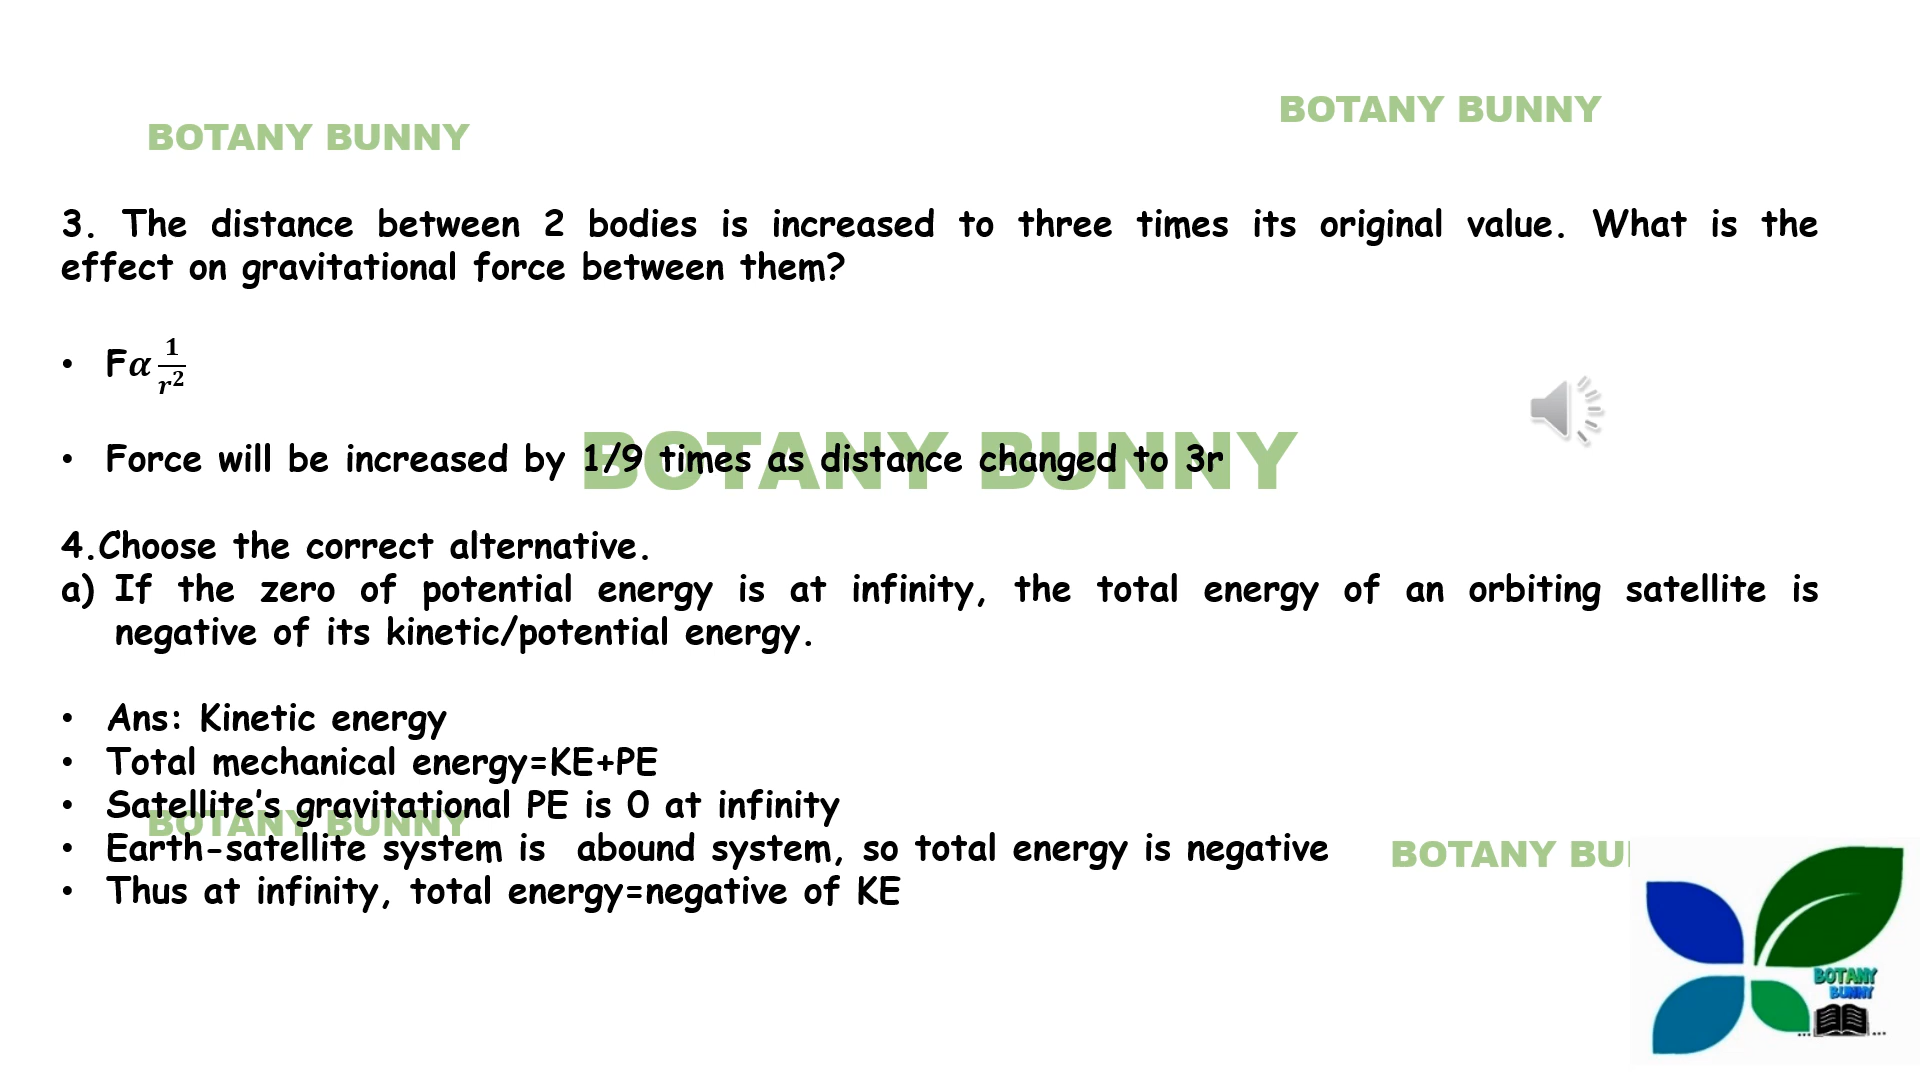 BOTANY BUNNY
BOTANY BUNNY
3. The distance between 2 bodies is increased to three times its original value. What is the
effect on gravitational force between them?
• Fα 1/r²
BOTANY BUNNY
• Force will be increased by 1/9 times as distance changed to 3r
4.Choose the correct alternative.
a) If the zero of potential energy is at infinity, the total energy of an orbiting satellite is
negative of its kinetic/potential energy.
• Ans: Kinetic energy
• Total mechanical energy=KE+PE
• Satellite's gravitational PE is 0 at infinity
BOTANY BUNNY
• Earth-satellite system is  abound system, so total energy is negative
BOTANY BU
• Thus at infinity, total energy=negative of KE
BOTANY
BUNNY